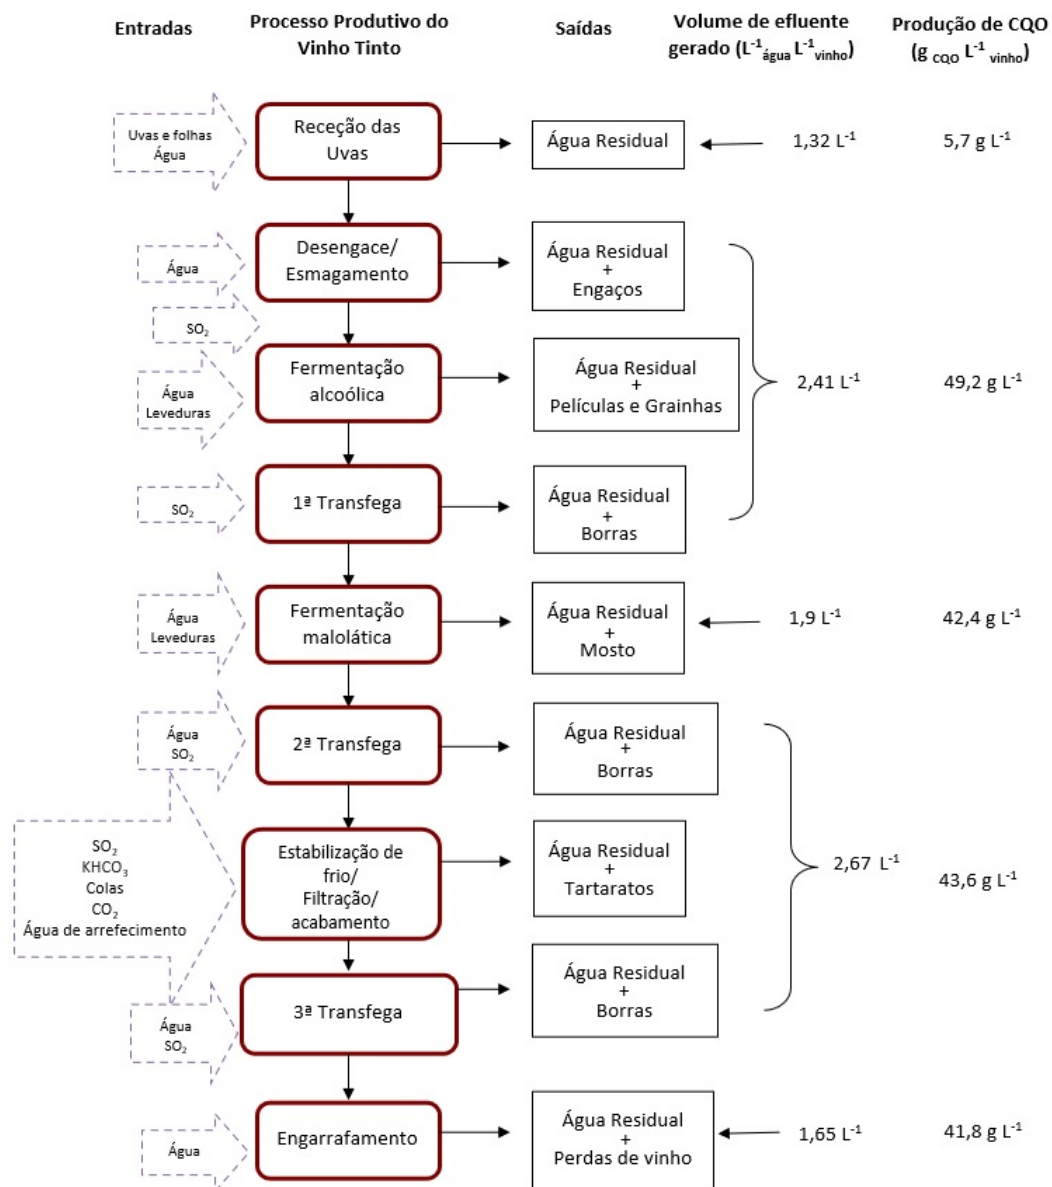 Entradas
Processo Produtivo do
Vinho Tinto
Saídas
Volume de efluente
gerado (L⁻¹água L⁻¹vinho)
Produção de CQO
(g CQO L⁻¹ vinho)
Uvas e folhas
Água
Receção das
Uvas
Água Residual
1,32 L⁻¹
5,7 g L⁻¹
Água
Desengace/
Esmagamento
Água Residual
+
Engaços
SO₂
Água
Leveduras
Fermentação
alcoólica
Água Residual
+
Películas e Grainhas
2,41 L⁻¹
49,2 g L⁻¹
SO₂
1ª Transfega
Água Residual
+
Borras
Água
Leveduras
Fermentação
malolática
Água Residual
+
Mosto
1,9 L⁻¹
42,4 g L⁻¹
Água
SO₂
2ª Transfega
Água Residual
+
Borras
SO₂
KHCO₃
Colas
CO₂
Água de arrefecimento
Estabilização de
frio/
Filtração/
acabamento
Água Residual
+
Tartaratos
2,67 L⁻¹
43,6 g L⁻¹
Água
SO₂
3ª Transfega
Água Residual
+
Borras
Água
Engarrafamento
Água Residual
+
Perdas de vinho
1,65 L⁻¹
41,8 g L⁻¹